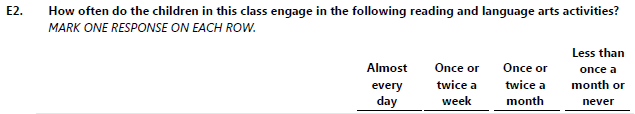 E2. How often do the children in this class engage in the following reading and language arts activities?
MARK ONE RESPONSE ON EACH ROW.
Less than
Almost Once or Once or once a
every twice a twice a month or
day week month never